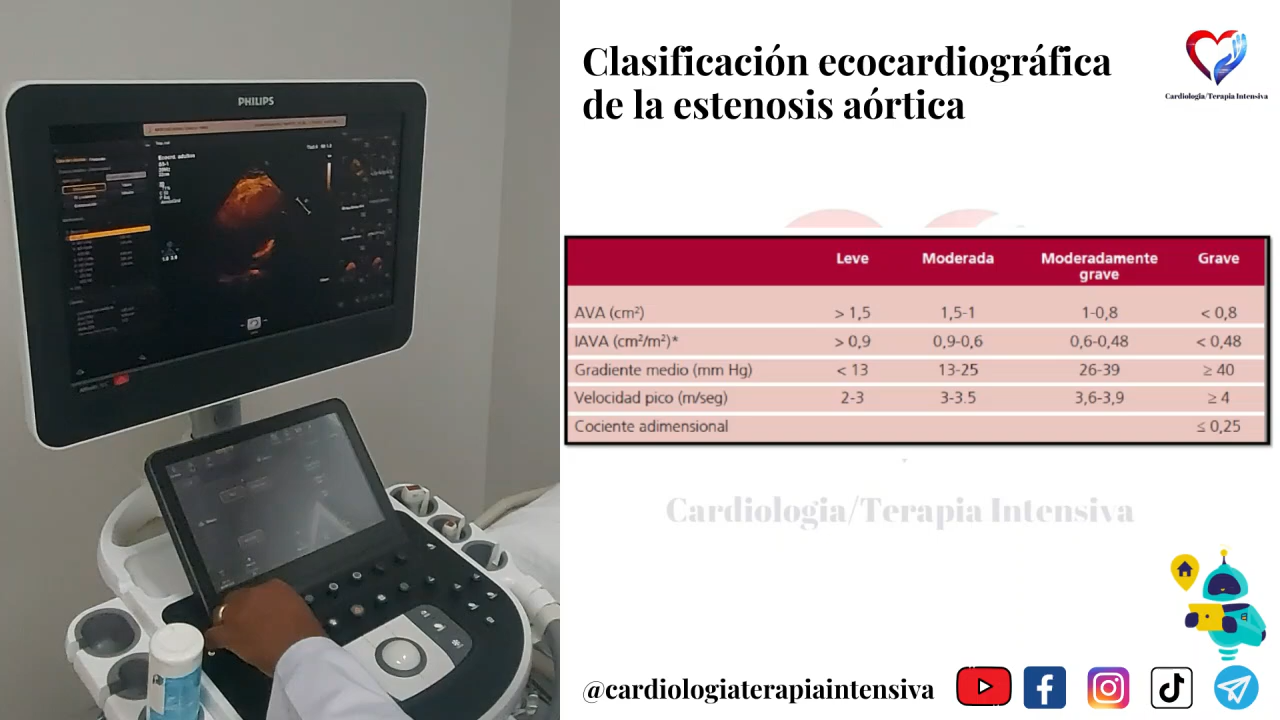 PHILIPS
Clasificación ecocardiográfica
de la estenosis aórtica
Cardiologia/Terapia Intensiva
Leve Moderada Moderadamente grave Grave
AVA (cm²) > 1,5 1,5-1 1-0,8 < 0,8
IAVA (cm²/m²)* > 0,9 0,9-0,6 0,6-0,48 < 0,48
Gradiente medio (mm Hg) < 13 13-25 26-39 ≥ 40
Velocidad pico (m/seg) 2-3 3-3.5 3,6-3,9 ≥ 4
Cociente adimensional ≤ 0,25
Cardiologia/Terapia Intensiva
@cardiologiaterapiaintensiva